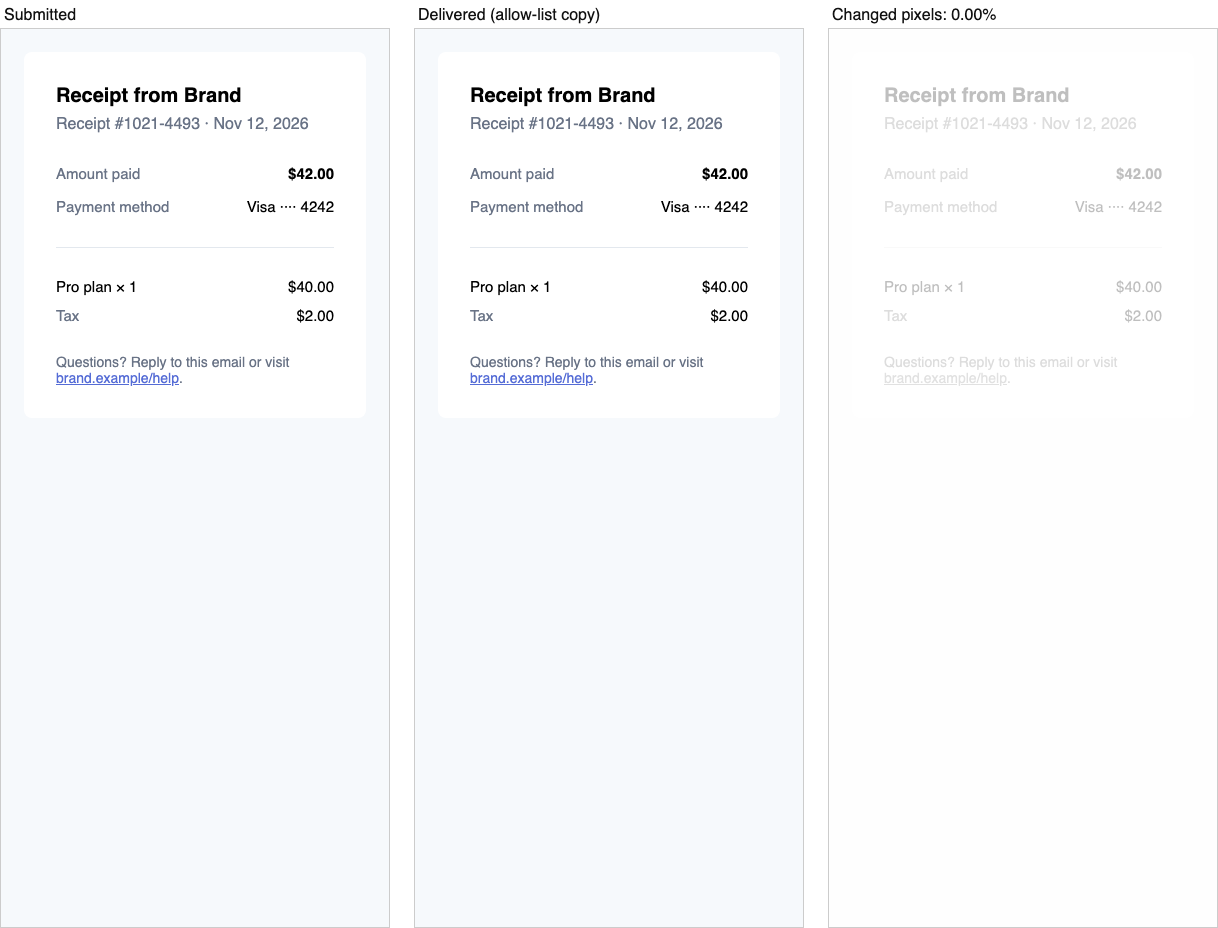 Submitted
Receipt from Brand
Receipt #1021-4493 · Nov 12, 2026
Amount paid $42.00
Payment method Visa ···· 4242
Pro plan × 1 $40.00
Tax $2.00
Questions? Reply to this email or visit
brand.example/help.
Delivered (allow-list copy)
Receipt from Brand
Receipt #1021-4493 · Nov 12, 2026
Amount paid $42.00
Payment method Visa ···· 4242
Pro plan × 1 $40.00
Tax $2.00
Questions? Reply to this email or visit
brand.example/help.
Changed pixels: 0.00%
Receipt from Brand
Receipt #1021-4493 · Nov 12, 2026
Amount paid $42.00
Payment method Visa ···· 4242
Pro plan × 1 $40.00
Tax $2.00
Questions? Reply to this email or visit
brand.example/help.